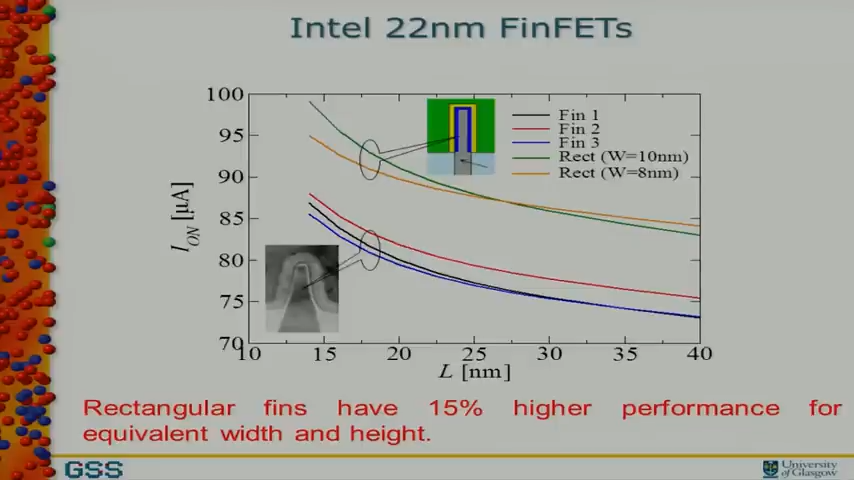 Intel 22nm FinFETs
100
95
90
85
80
75
70
I_ON [μA]
Fin 1
Fin 2
Fin 3
Rect (W=10nm)
Rect (W=8nm)
10 15 20 25 30 35 40
L [nm]
Rectangular fins have 15% higher performance for
equivalent width and height.
GSS
University
of Glasgow